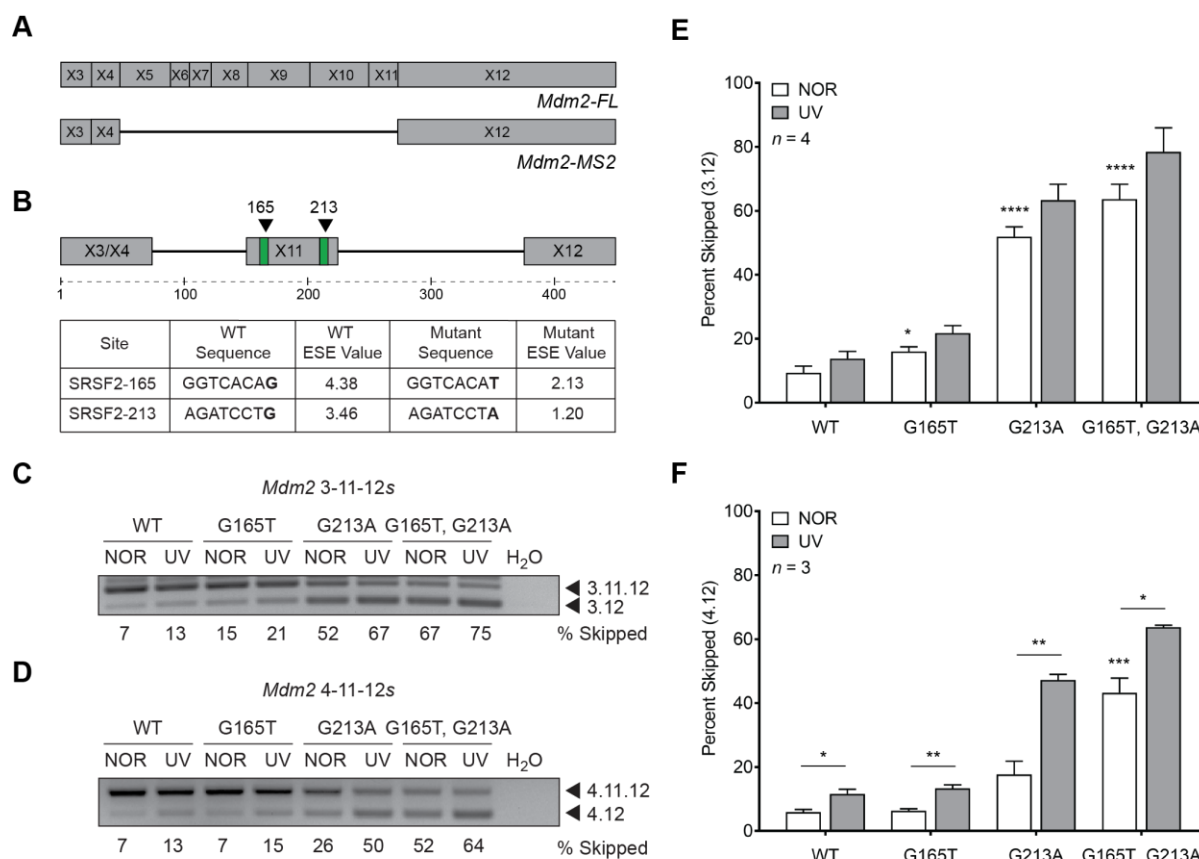 A
X3 X4 X5 X6 X7 X8 X9 X10 X11 X12
Mdm2-FL
X3 X4 X12
Mdm2-MS2
B
165 213
X3/X4 X11 X12
1 100 200 300 400
Site WT Sequence WT ESE Value Mutant Sequence Mutant ESE Value
SRSF2-165 GGTCACAG 4.38 GGTCACAT 2.13
SRSF2-213 AGATCCTG 3.46 AGATCCTA 1.20
C
Mdm2 3-11-12s
WT G165T G213A G165T, G213A
NOR UV NOR UV NOR UV NOR UV H2O
3.11.12
3.12
7 13 15 21 52 67 67 75 % Skipped
D
Mdm2 4-11-12s
WT G165T G213A G165T, G213A
NOR UV NOR UV NOR UV NOR UV H2O
4.11.12
4.12
7 13 7 15 26 50 52 64 % Skipped
E
NOR
UV
n = 4
Percent Skipped (3.12)
100
80
60
40
20
0
* **** ****
WT G165T G213A G165T, G213A
F
NOR
UV
n = 3
Percent Skipped (4.12)
100
80
60
40
20
0
* ** ** *** *
WT G165T G213A G165T, G213A